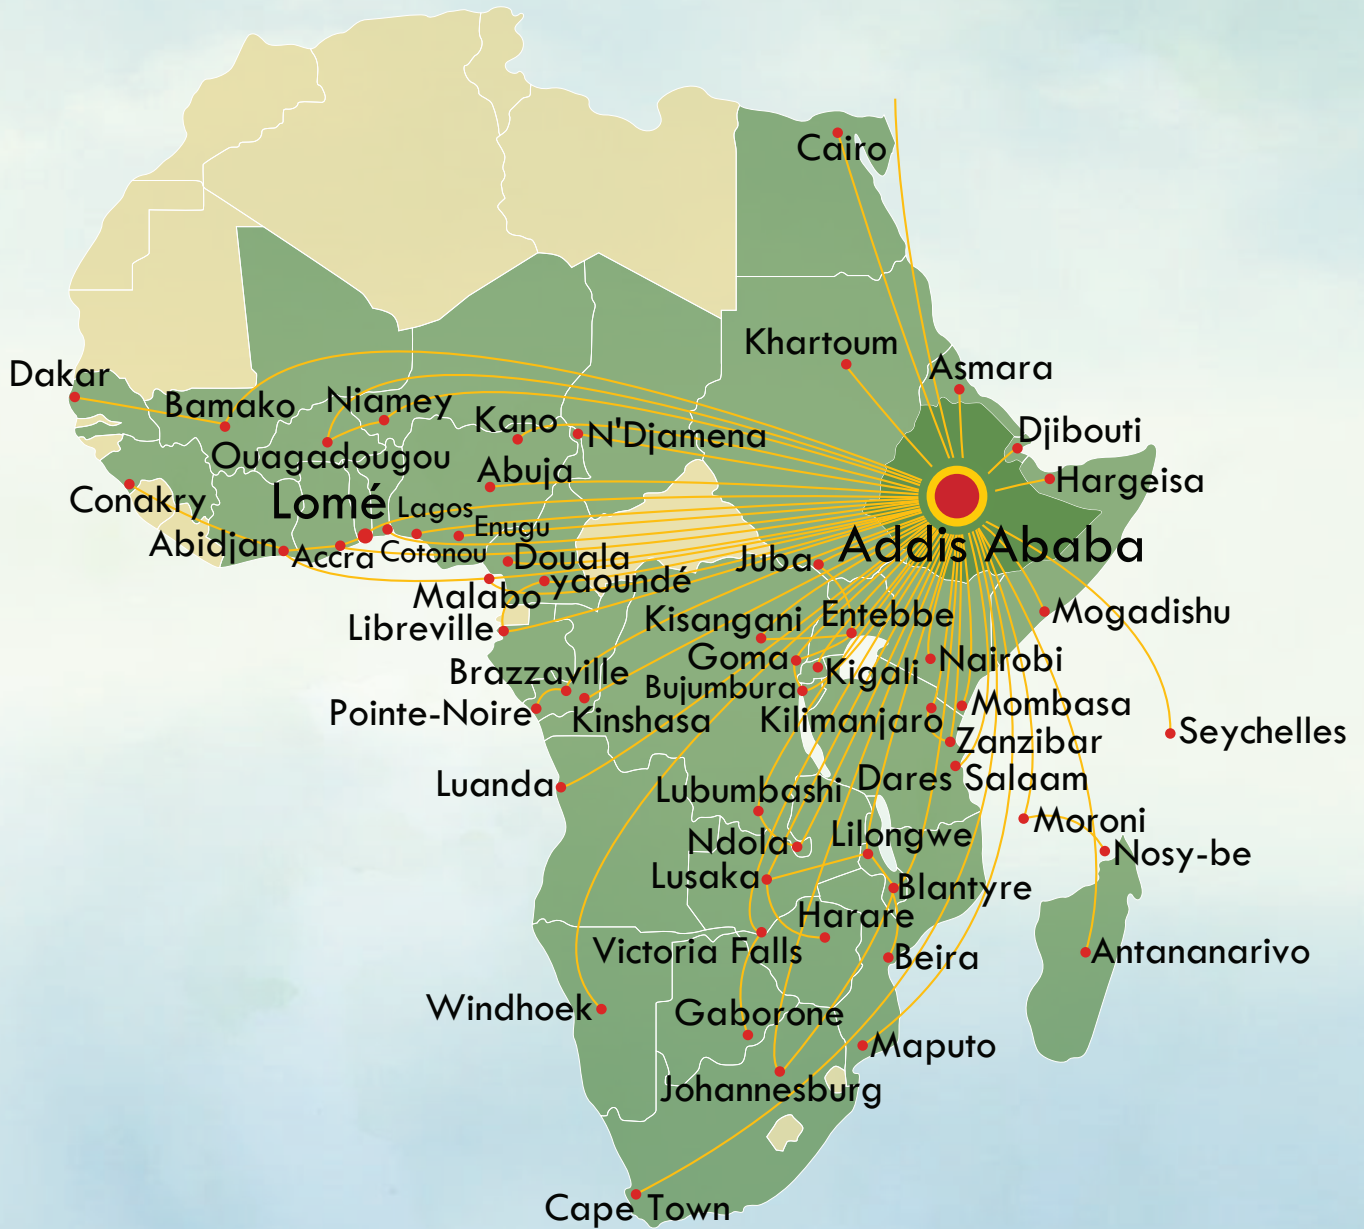 Cairo
Khartoum
Asmara
Dakar
Bamako
Niamey
Kano
N'Djamena
Djibouti
Ouagadougou
Abuja
Hargeisa
Conakry
Lomé
Lagos
Enugu
Abidjan
Accra
Cotonou
Douala
Juba
Addis Ababa
Malabo
yaoundé
Libreville
Kisangani
Entebbe
Mogadishu
Goma
Kigali
Nairobi
Brazzaville
Bujumbura
Pointe-Noire
Kinshasa
Kilimanjaro
Mombasa
Zanzibar
Seychelles
Luanda
Lubumbashi
Dares Salaam
Moroni
Ndola
Lilongwe
Nosy-be
Lusaka
Blantyre
Harare
Victoria Falls
Beira
Antananarivo
Windhoek
Gaborone
Maputo
Johannesburg
Cape Town